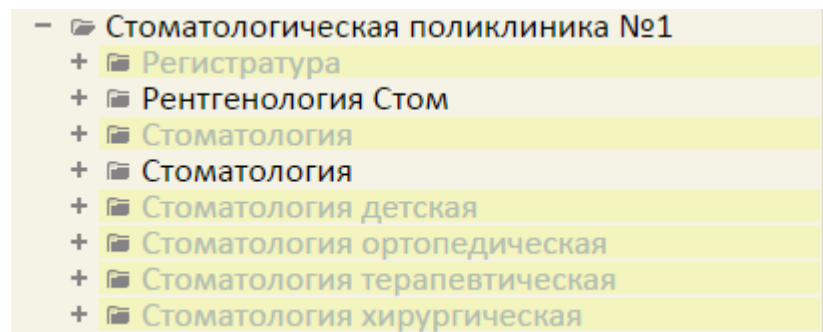 Стоматологическая поликлиника №1
Регистратура
Рентгенология Стом
Стоматология
Стоматология
Стоматология детская
Стоматология ортопедическая
Стоматология терапевтическая
Стоматология хирургическая